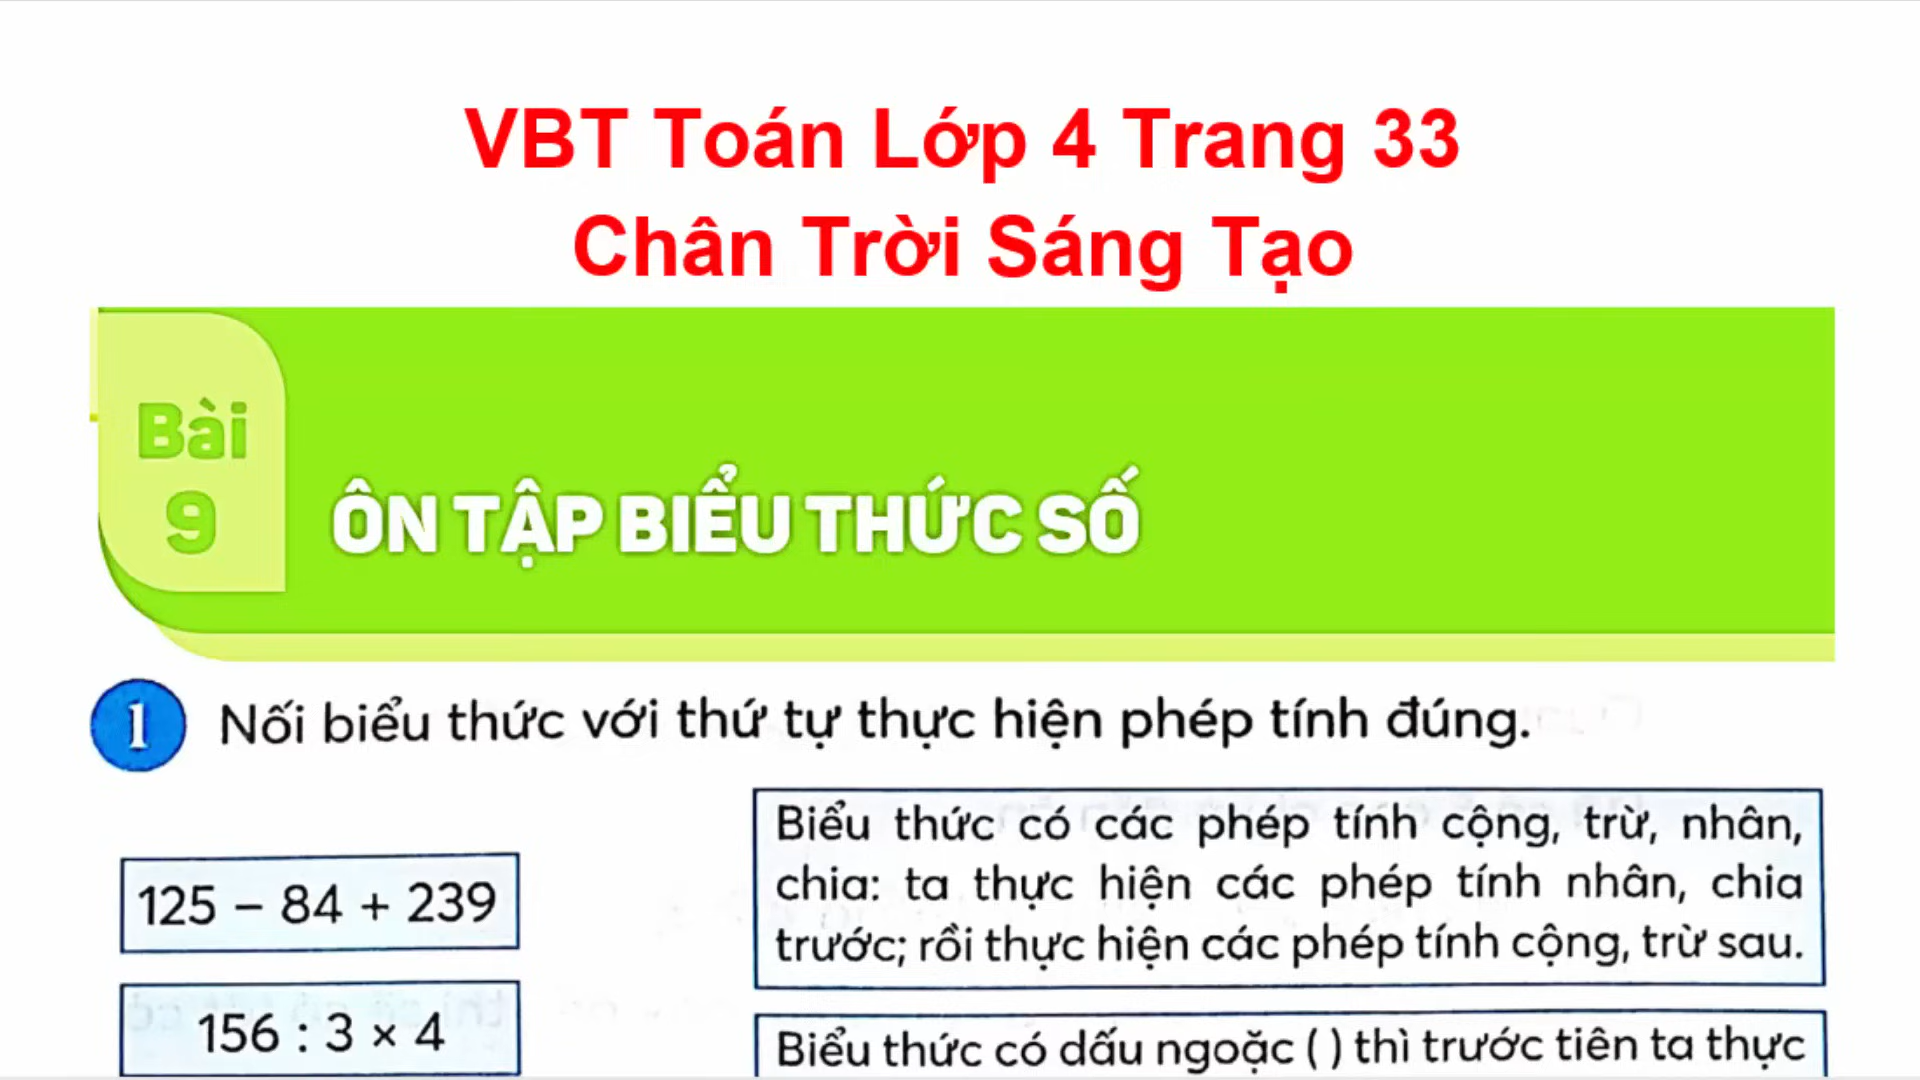 VBT Toán Lớp 4 Trang 33
Chân Trời Sáng Tạo
Bài
9
ÔN TẬP BIỂU THỨC SỐ
1 Nối biểu thức với thứ tự thực hiện phép tính đúng.
125 – 84 + 239
156 : 3 × 4
Biểu thức có các phép tính cộng, trừ, nhân,
chia: ta thực hiện các phép tính nhân, chia
trước; rồi thực hiện các phép tính cộng, trừ sau.
Biểu thức có dấu ngoặc ( ) thì trước tiên ta thực